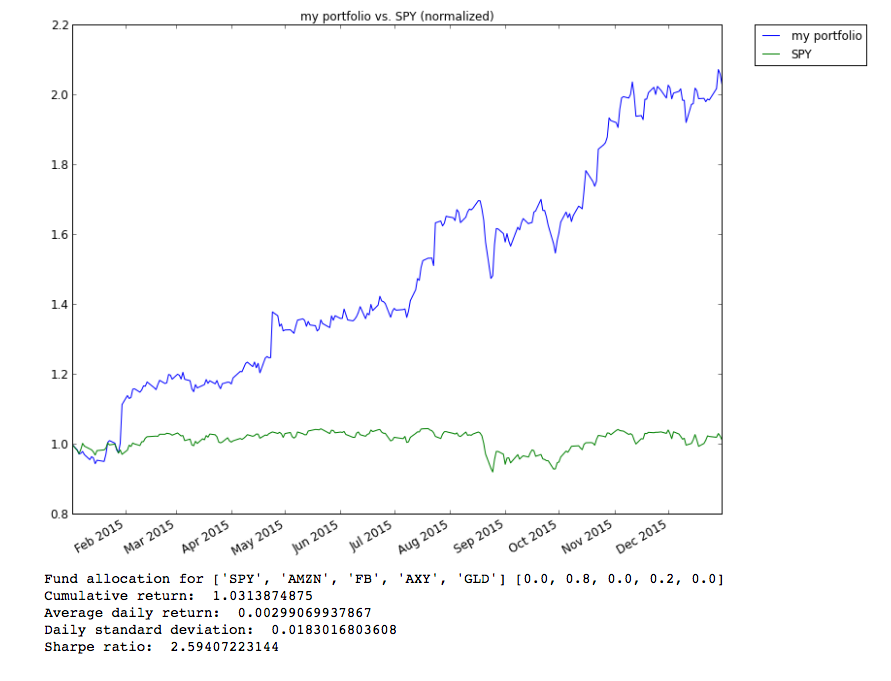 my portfolio vs. SPY (normalized)
my portfolio
SPY
2.2
2.0
1.8
1.6
1.4
1.2
1.0
0.8
Feb 2015
Mar 2015
Apr 2015
May 2015
Jun 2015
Jul 2015
Aug 2015
Sep 2015
Oct 2015
Nov 2015
Dec 2015
Fund allocation for ['SPY', 'AMZN', 'FB', 'AXY', 'GLD'] [0.0, 0.8, 0.0, 0.2, 0.0]
Cumulative return: 1.0313874875
Average daily return: 0.00299069937867
Daily standard deviation: 0.0183016803608
Sharpe ratio: 2.59407223144